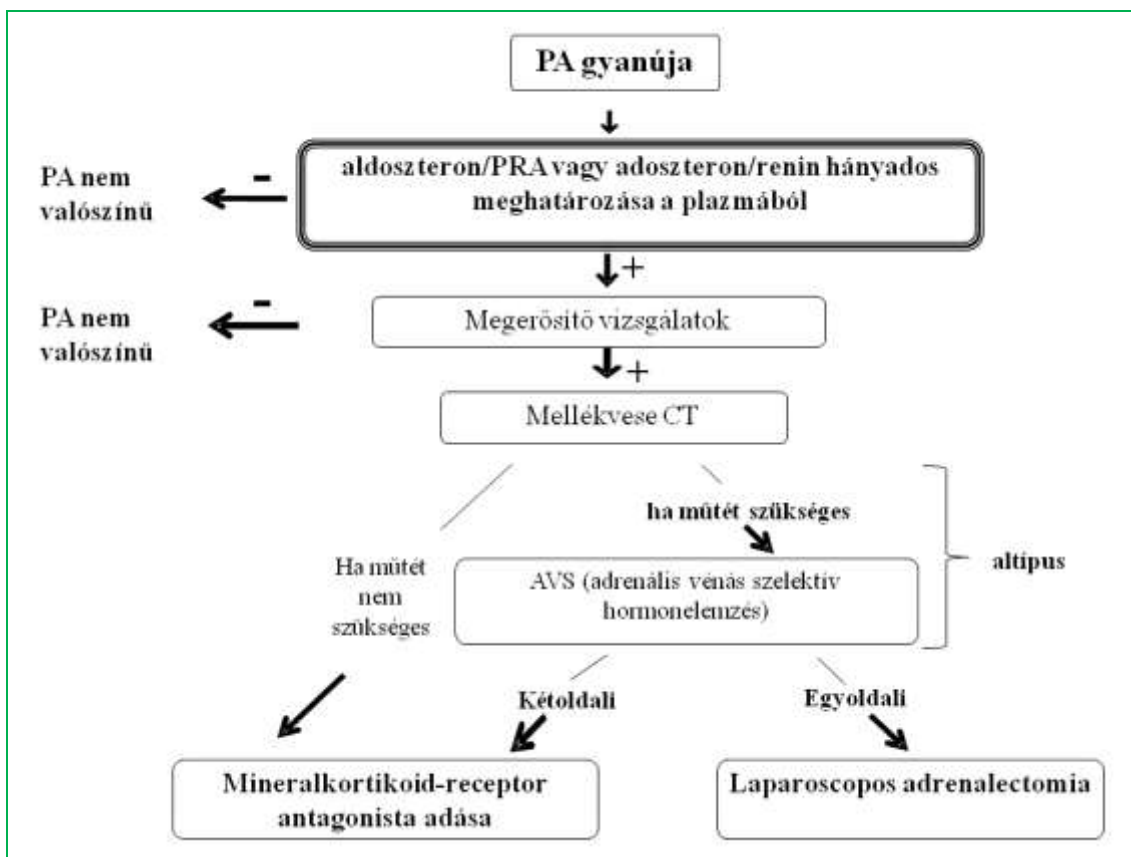 PA gyanúja
aldoszteron/PRA vagy adoszteron/renin hányados
meghatározása a plazmából
-
PA nem
valószínű
+
Megerősítő vizsgálatok
-
PA nem
valószínű
+
Mellékvese CT
ha műtét szükséges
altípus
Ha műtét
nem
szükséges
AVS (adrenális vénás szelektív
hormonelemzés)
Kétoldali
Egyoldali
Mineralkortikoid-receptor
antagonista adása
Laparoscopos adrenalectomia